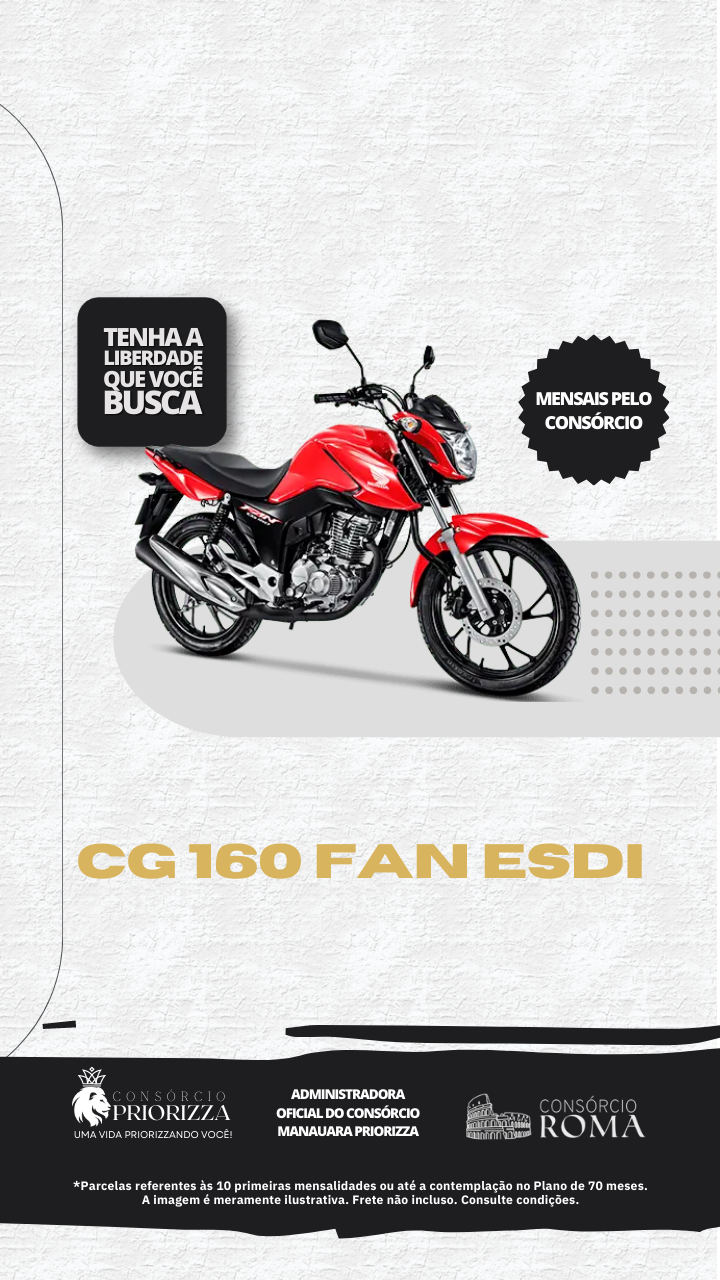 TENHA A
LIBERDADE
QUE VOCÊ
BUSCA
MENSAIS PELO
CONSÓRCIO
HONDA
FAN
CG 160 FAN ESDI
CONSÓRCIO
PRIORIZZA
UMA VIDA PRIORIZZANDO VOCÊ!
ADMINISTRADORA
OFICIAL DO CONSÓRCIO
MANAUARA PRIORIZZA
CONSÓRCIO
ROMA
*Parcelas referentes às 10 primeiras mensalidades ou até a contemplação no Plano de 70 meses.
A imagem é meramente ilustrativa. Frete não incluso. Consulte condições.